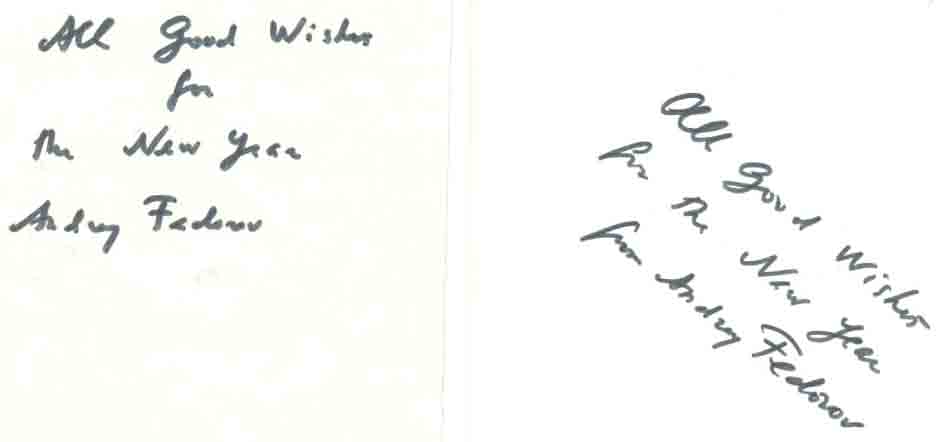 All Good Wishes
for
the New Year
Andrey Fedorov
All Good Wishes
for the New Year
from Andrey Fedorov